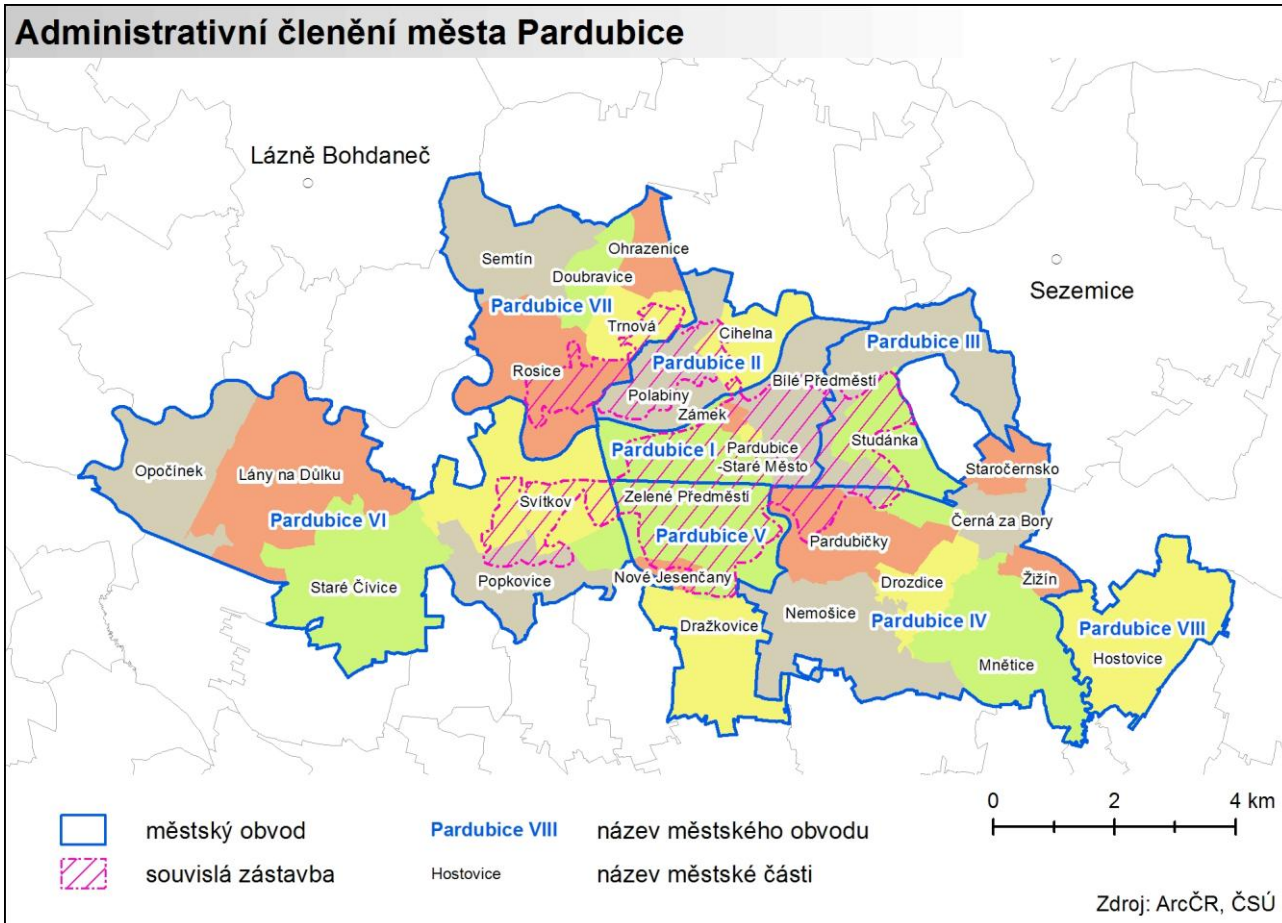 Administrativní členění města Pardubice
Lázně Bohdaneč
Sezemice
Semtín
Ohrazenice
Doubravice
Pardubice VII
Trnová
Cihelna
Pardubice III
Pardubice II
Rosice
Bílé Předměstí
Polabiny
Zámek
Pardubice I
Pardubice
-Staré Město
Studánka
Opočínek
Lány na Důlku
Staročernsko
Svítkov
Zelené Předměstí
Pardubice VI
Černá za Bory
Pardubice V
Pardubičky
Staré Čívice
Popkovice
Nové Jesenčany
Drozdice
Žižín
Dražkovice
Nemošice
Pardubice IV
Pardubice VIII
Hostovice
Mnětice
0 2 4 km
městský obvod
Pardubice VIII název městského obvodu
souvislá zástavba
Hostovice název městské části
Zdroj: ArcČR, ČSÚ